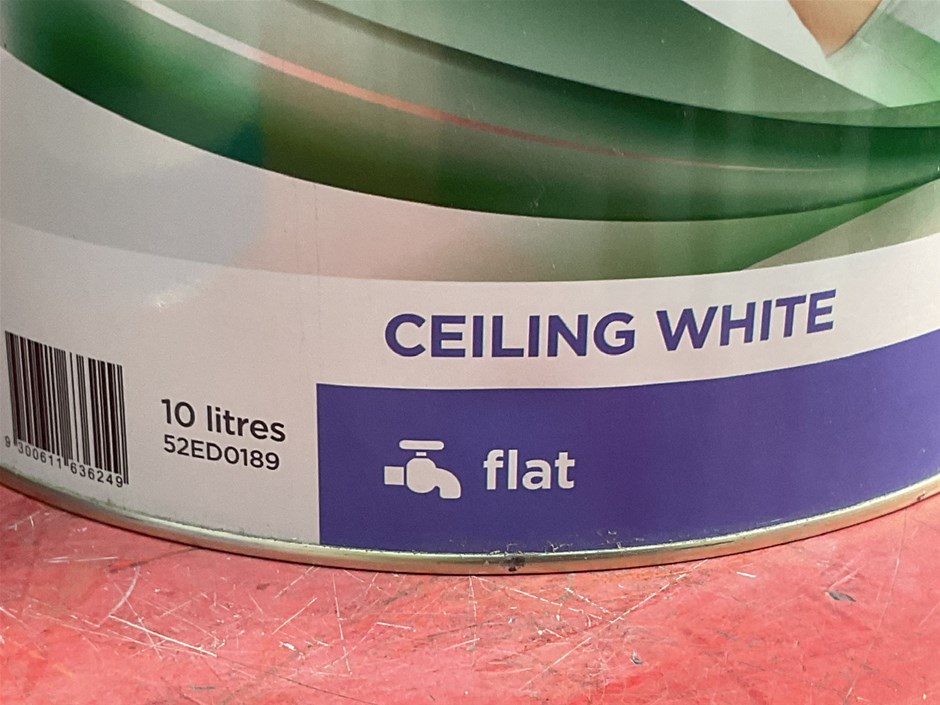 CEILING WHITE
10 litres
52ED0189
flat
9 300611 636249